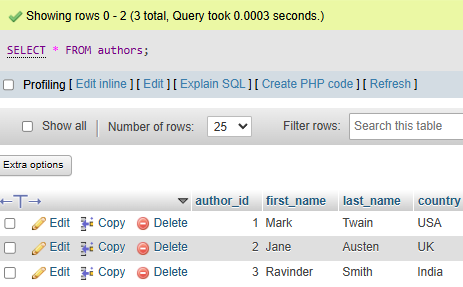 Showing rows 0 - 2 (3 total, Query took 0.0003 seconds.)
SELECT * FROM authors;
Profiling [ Edit inline ] [ Edit ] [ Explain SQL ] [ Create PHP code ] [ Refresh ]
Show all | Number of rows: 25 Filter rows: Search this table
Extra options
author_id first_name last_name country
Edit Copy Delete 1 Mark Twain USA
Edit Copy Delete 2 Jane Austen UK
Edit Copy Delete 3 Ravinder Smith India